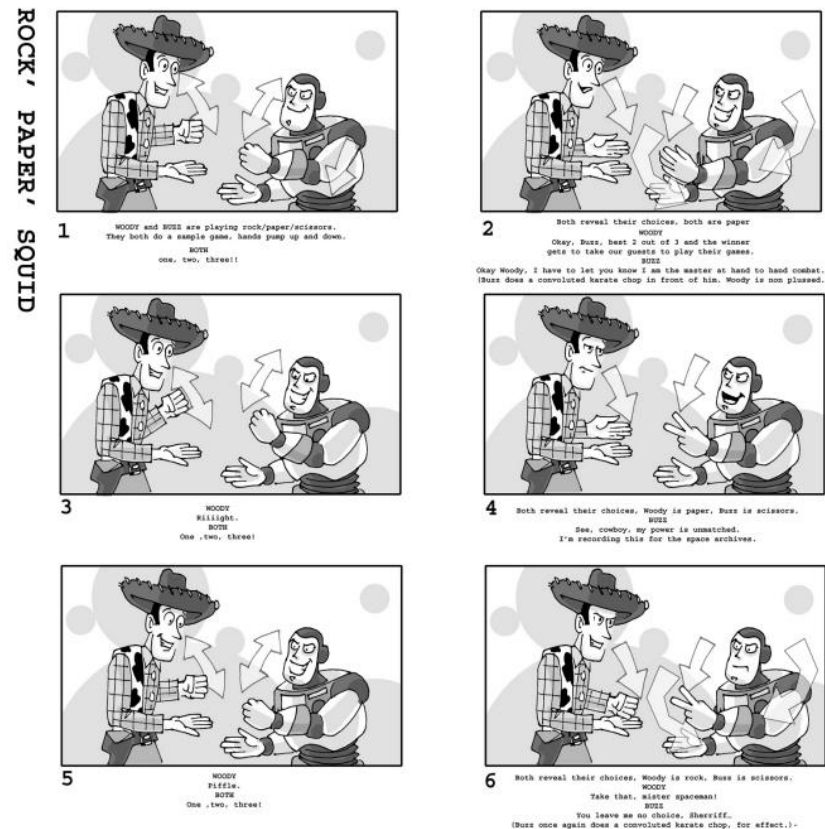 ROCK' PAPER' SQUID
1
WOODY and BUZZ are playing rock/paper/scissors.
They both do a sample game, hands pump up and down.
BOTH
one, two, three!!
2
Both reveal their choices, both are paper
WOODY
Okay, Buzz, best 2 out of 3 and the winner
gets to take our guests to play their games.
BUZZ
Okay Woody, I have to let you know I am the master at hand to hand combat.
(Buzz does a convoluted karate chop in front of him. Woody is non plussed.
3
WOODY
Riiiight.
BOTH
One ,two, three!
4
Both reveal their choices, Woody is paper, Buzz is scissors.
BUZZ
See, cowboy, my power is unmatched.
I'm recording this for the space archives.
5
WOODY
Piffle.
BOTH
One ,two, three!
6
Both reveal their choices, Woody is rock, Buzz is scissors.
WOODY
Take that, mister spaceman!
BUZZ
You leave me no choice, Sherriff…
(Buzz once again does a convoluted karate chop, for effect.)-